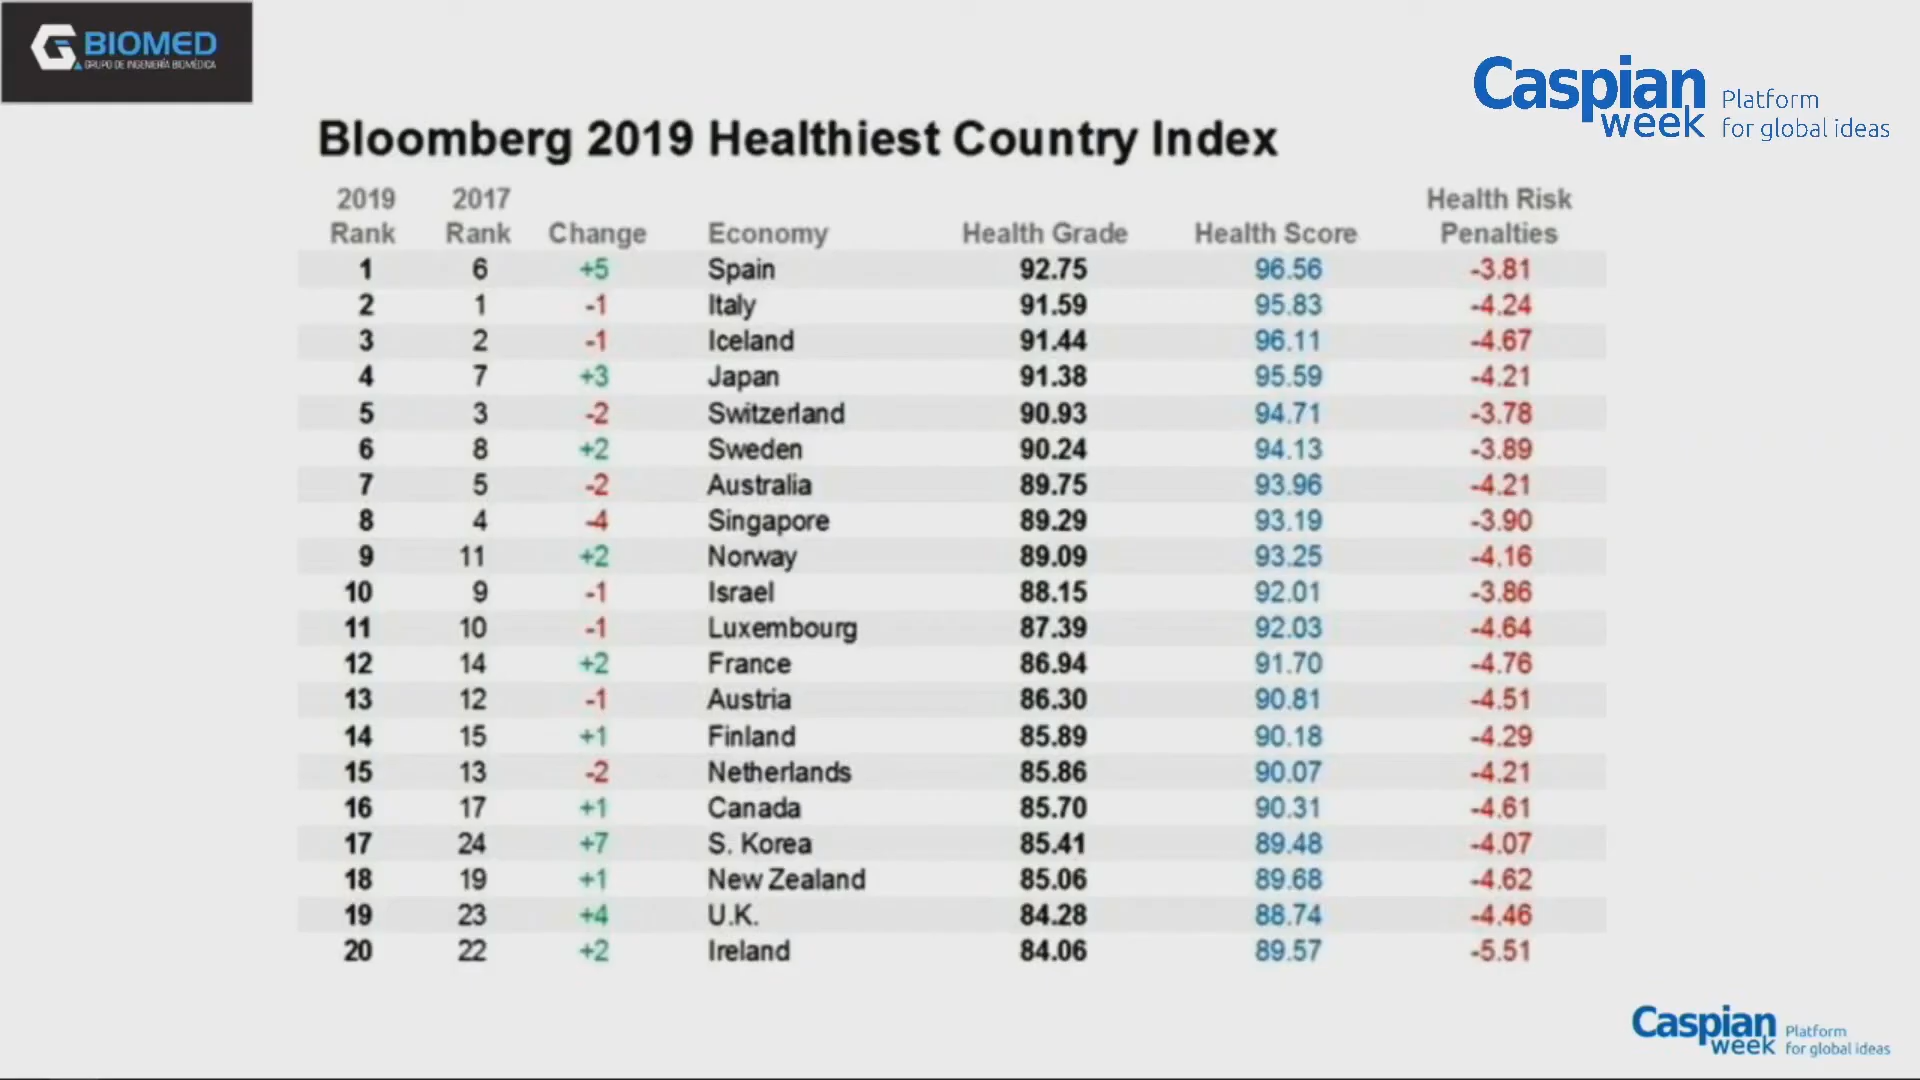 BIOMED
GRUPO DE INGENIERÍA BIOMÉDICA
Caspian week Platform for global ideas
Bloomberg 2019 Healthiest Country Index
2019 Rank 2017 Rank Change Economy Health Grade Health Score Health Risk Penalties
1 6 +5 Spain 92.75 96.56 -3.81
2 1 -1 Italy 91.59 95.83 -4.24
3 2 -1 Iceland 91.44 96.11 -4.67
4 7 +3 Japan 91.38 95.59 -4.21
5 3 -2 Switzerland 90.93 94.71 -3.78
6 8 +2 Sweden 90.24 94.13 -3.89
7 5 -2 Australia 89.75 93.96 -4.21
8 4 -4 Singapore 89.29 93.19 -3.90
9 11 +2 Norway 89.09 93.25 -4.16
10 9 -1 Israel 88.15 92.01 -3.86
11 10 -1 Luxembourg 87.39 92.03 -4.64
12 14 +2 France 86.94 91.70 -4.76
13 12 -1 Austria 86.30 90.81 -4.51
14 15 +1 Finland 85.89 90.18 -4.29
15 13 -2 Netherlands 85.86 90.07 -4.21
16 17 +1 Canada 85.70 90.31 -4.61
17 24 +7 S. Korea 85.41 89.48 -4.07
18 19 +1 New Zealand 85.06 89.68 -4.62
19 23 +4 U.K. 84.28 88.74 -4.46
20 22 +2 Ireland 84.06 89.57 -5.51
Caspian week Platform for global ideas